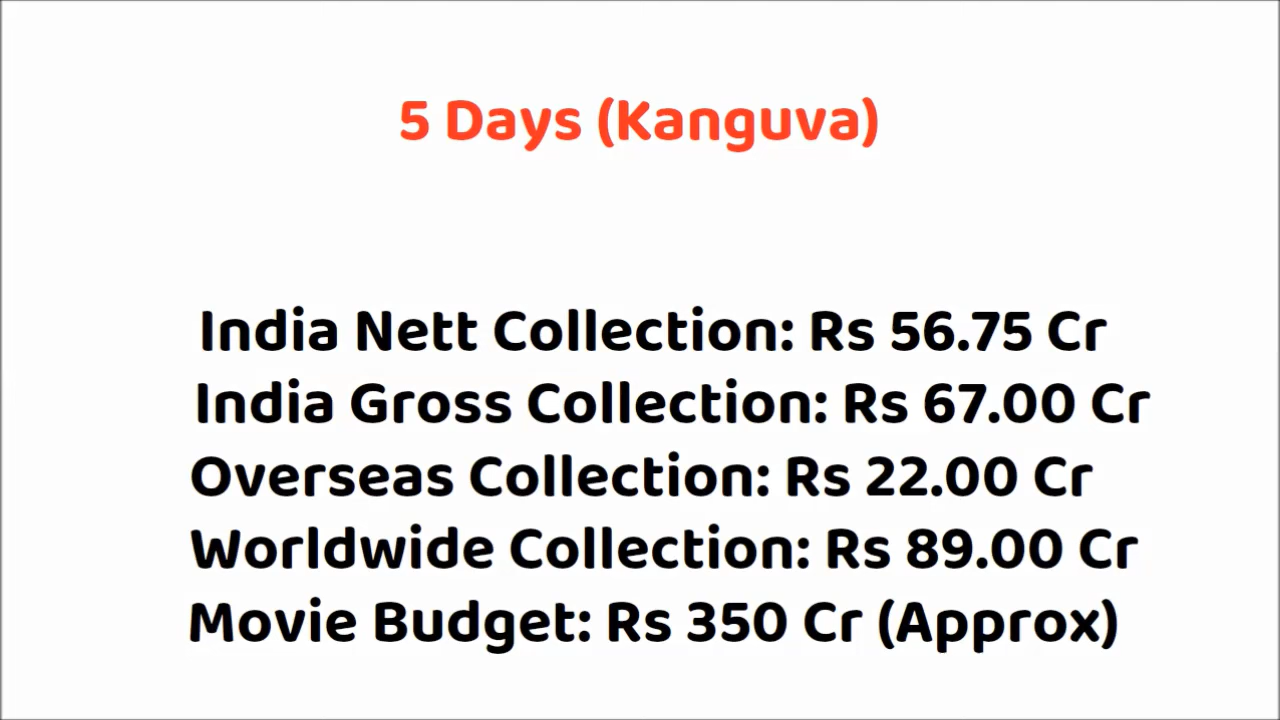 5 Days (Kanguva)
India Nett Collection: Rs 56.75 Cr
India Gross Collection: Rs 67.00 Cr
Overseas Collection: Rs 22.00 Cr
Worldwide Collection: Rs 89.00 Cr
Movie Budget: Rs 350 Cr (Approx)